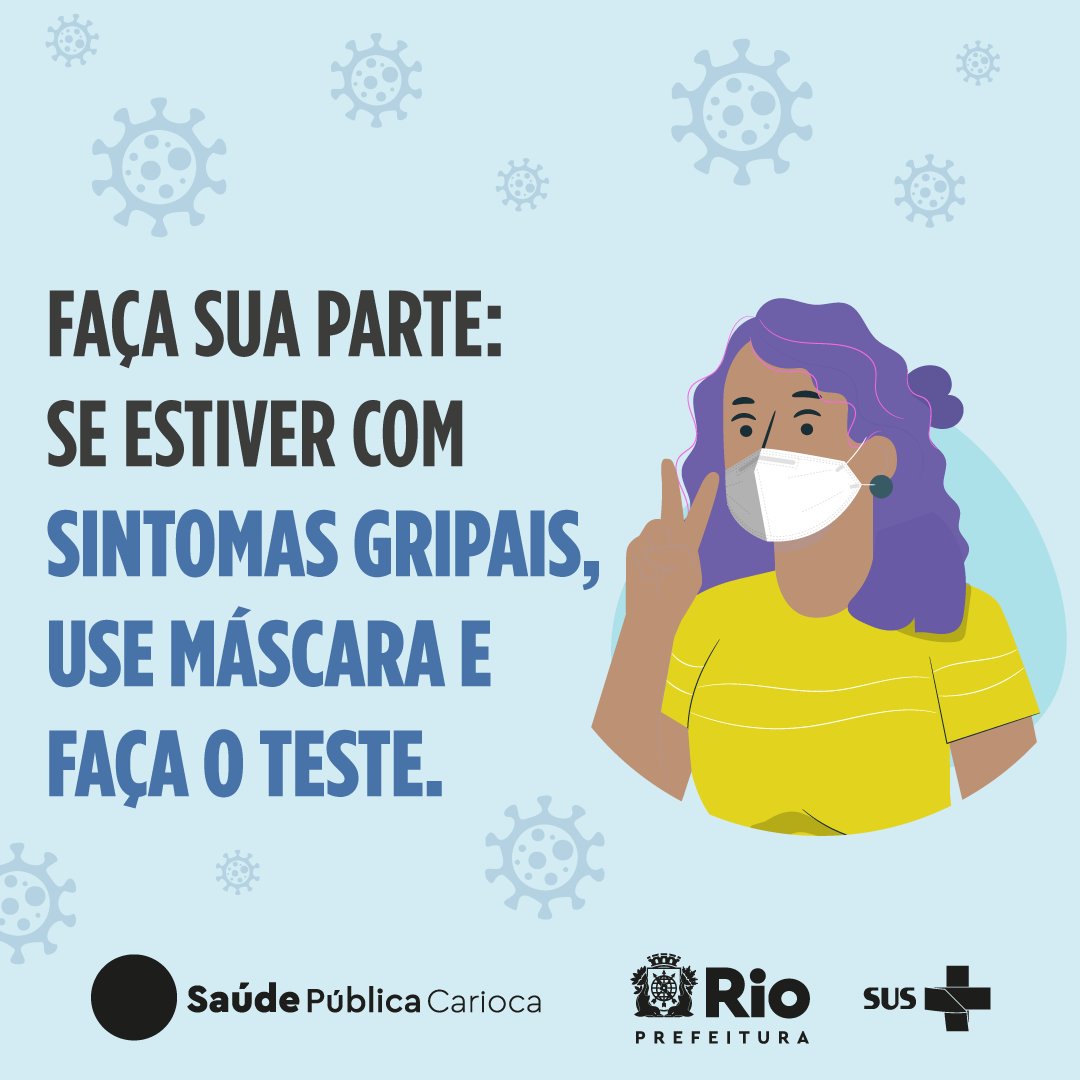 FAÇA SUA PARTE:
SE ESTIVER COM
SINTOMAS GRIPAIS,
USE MÁSCARA E
FAÇA O TESTE.
Saúde Pública Carioca
Rio
PREFEITURA
SUS